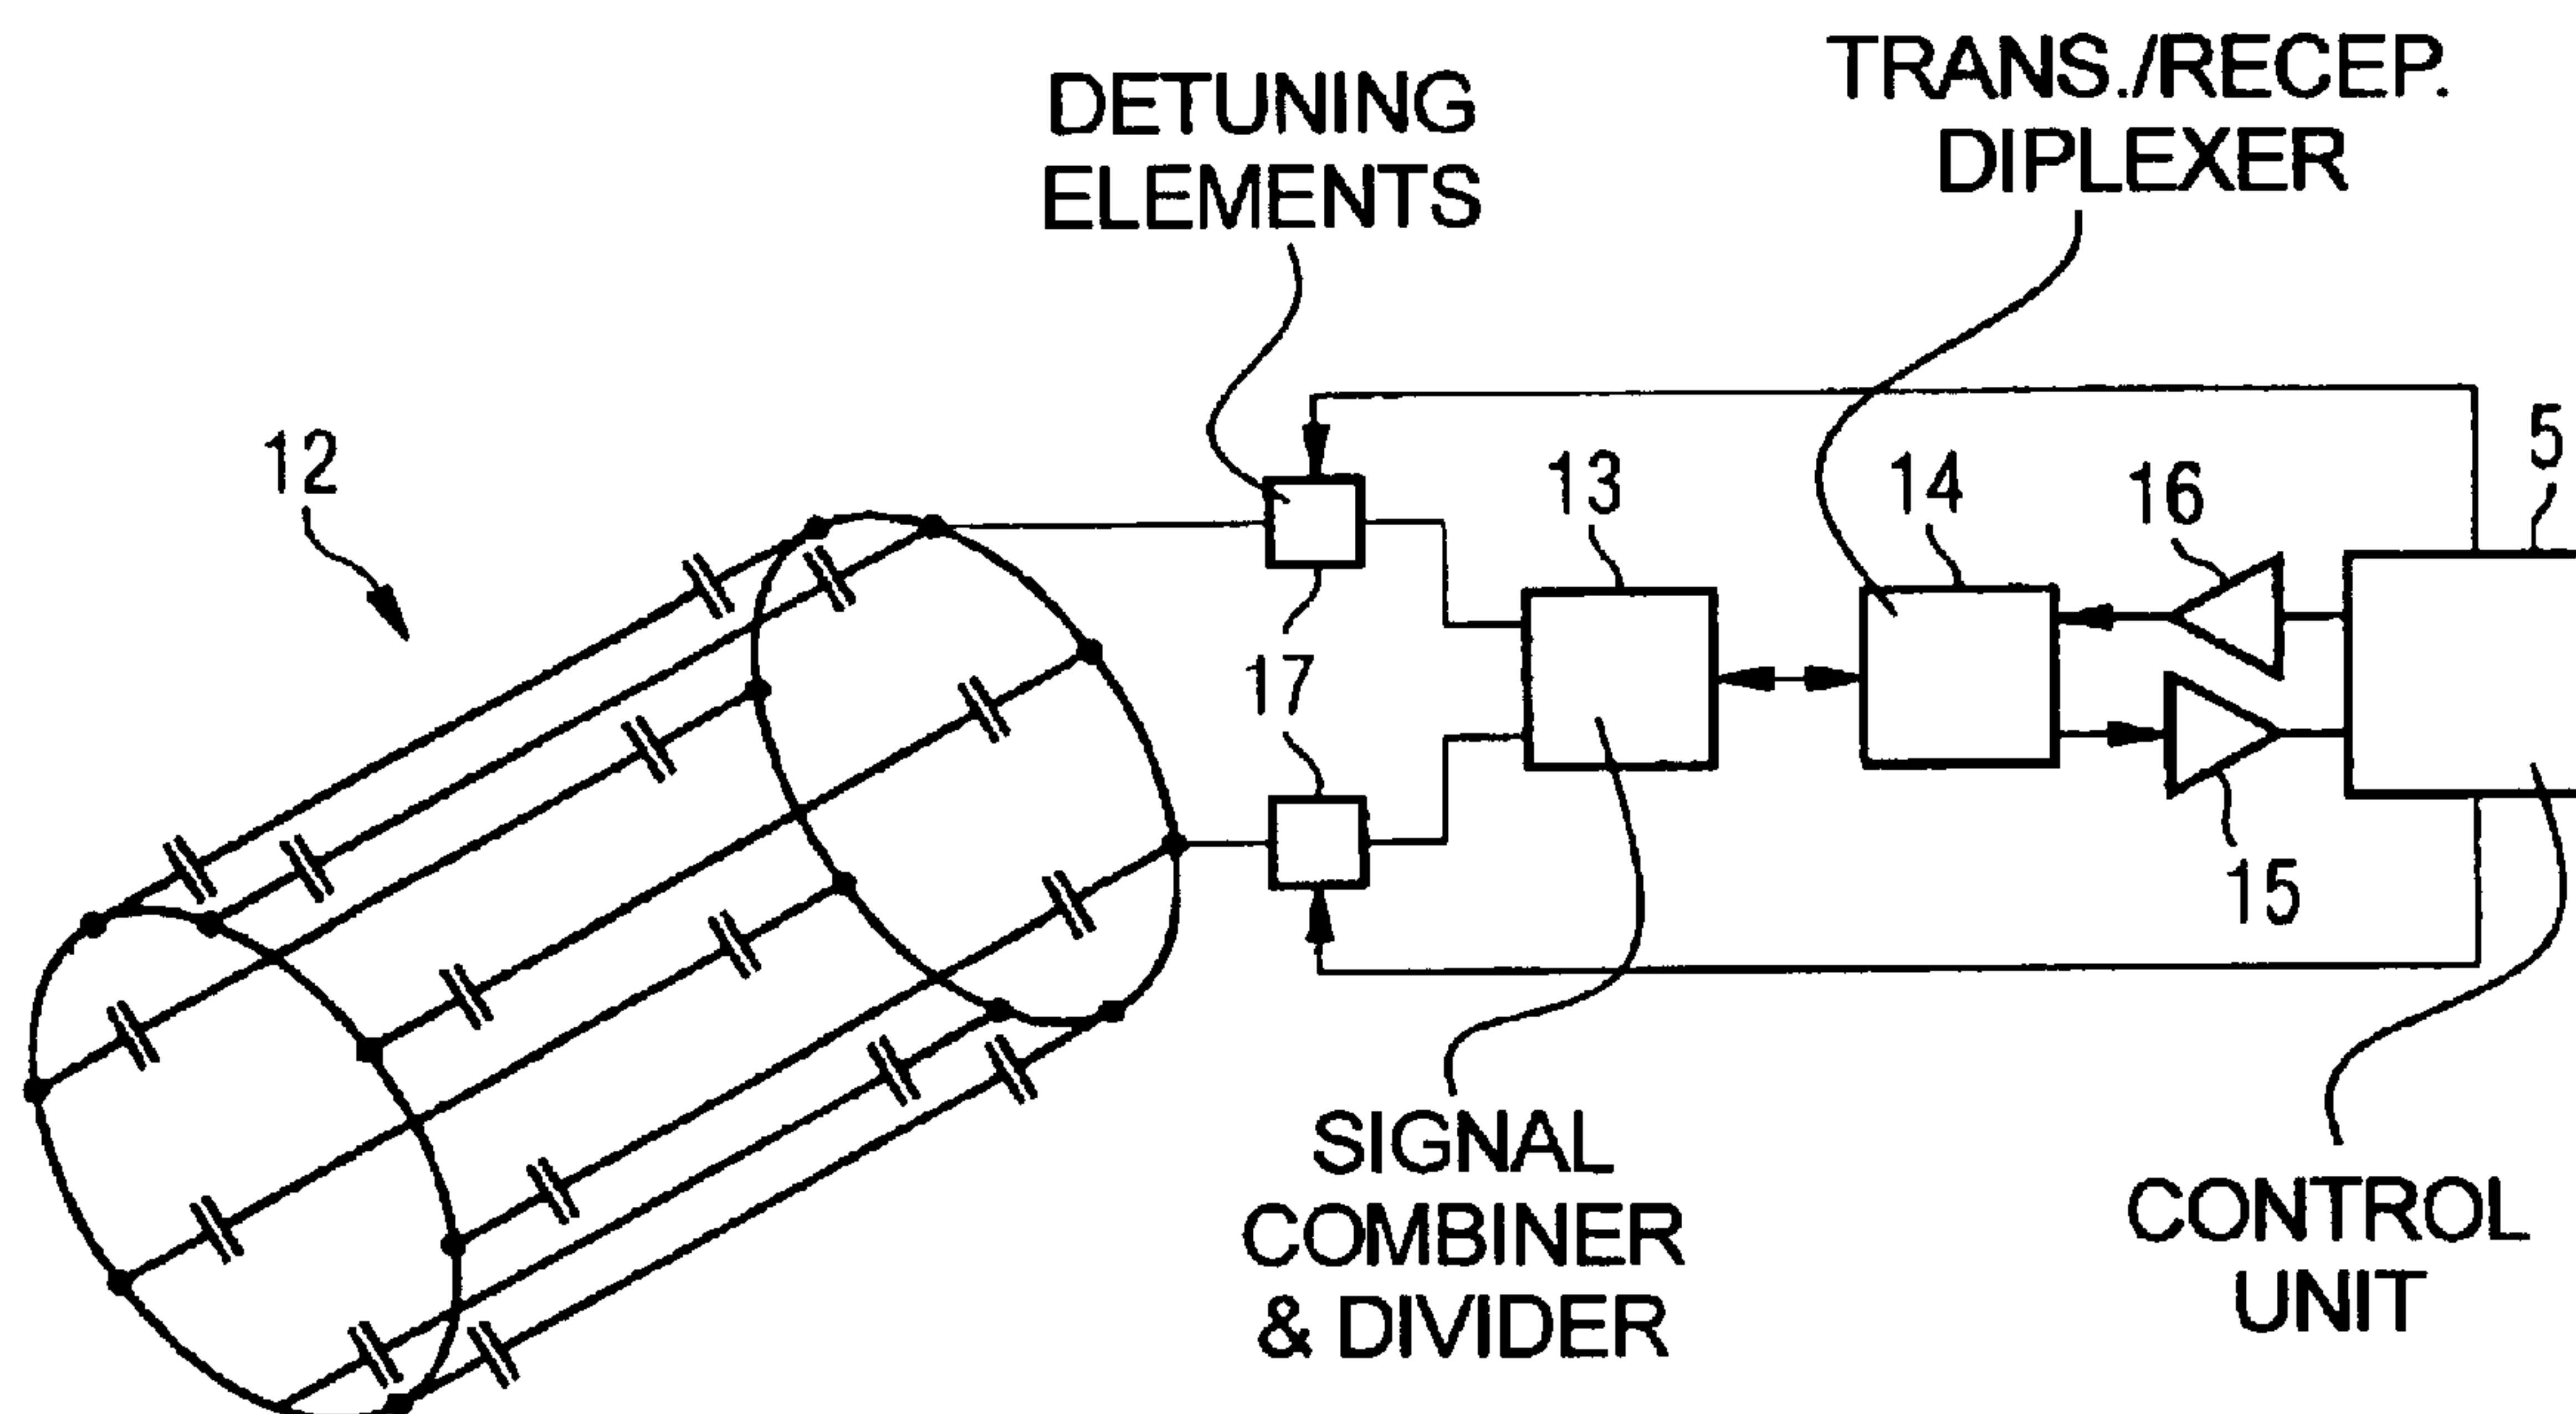 DETUNING
ELEMENTS
TRANS./RECEP.
DIPLEXER
12
13
14
16
5
17
15
SIGNAL
COMBINER
& DIVIDER
CONTROL
UNIT